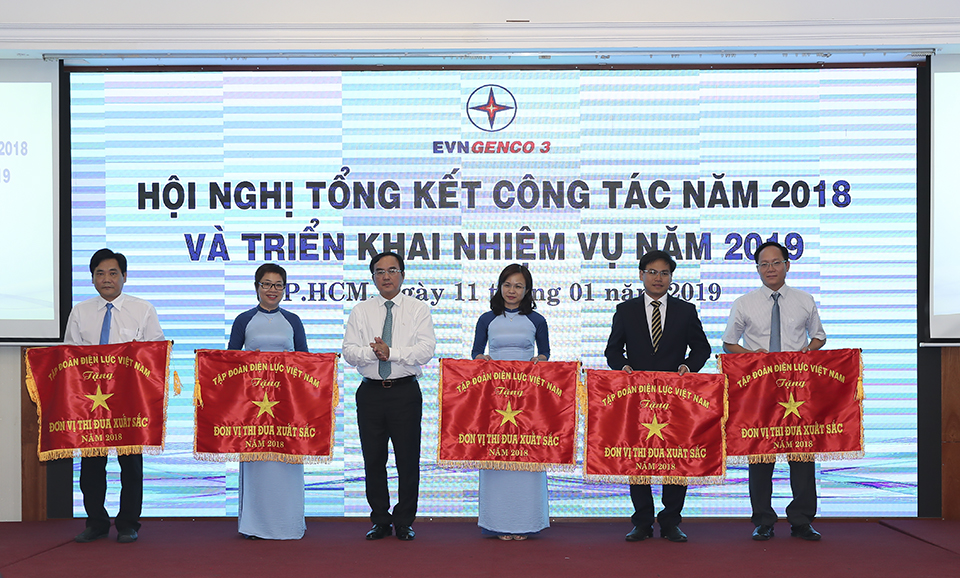 EVNGENCO 3
HỘI NGHỊ TỔNG KẾT CÔNG TÁC NĂM 2018
VÀ TRIỂN KHAI NHIỆM VỤ NĂM 2019
TP.HCM, ngày 11 tháng 01 năm 2019
2018
19
TẬP ĐOÀN ĐIỆN LỰC VIỆT NAM
Tặng
ĐƠN VỊ THI ĐUA XUẤT SẮC
NĂM 2018
TẬP ĐOÀN ĐIỆN LỰC VIỆT NAM
Tặng
ĐƠN VỊ THI ĐUA XUẤT SẮC
NĂM 2018
TẬP ĐOÀN ĐIỆN LỰC VIỆT NAM
Tặng
ĐƠN VỊ THI ĐUA XUẤT SẮC
NĂM 2018
TẬP ĐOÀN ĐIỆN LỰC VIỆT NAM
Tặng
ĐƠN VỊ THI ĐUA XUẤT SẮC
NĂM 2018
TẬP ĐOÀN ĐIỆN LỰC VIỆT NAM
Tặng
ĐƠN VỊ THI ĐUA XUẤT SẮC
NĂM 2018